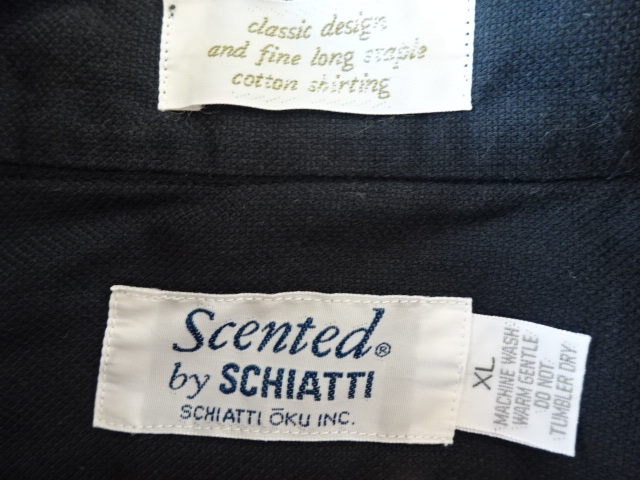 classic design
and fine long staple
cotton shirting
Scented®
by SCHIATTI
SCHIATTI ŌKU INC.
XL
MACHINE WASH
WARM GENTLE
DO NOT
TUMBLER DRY